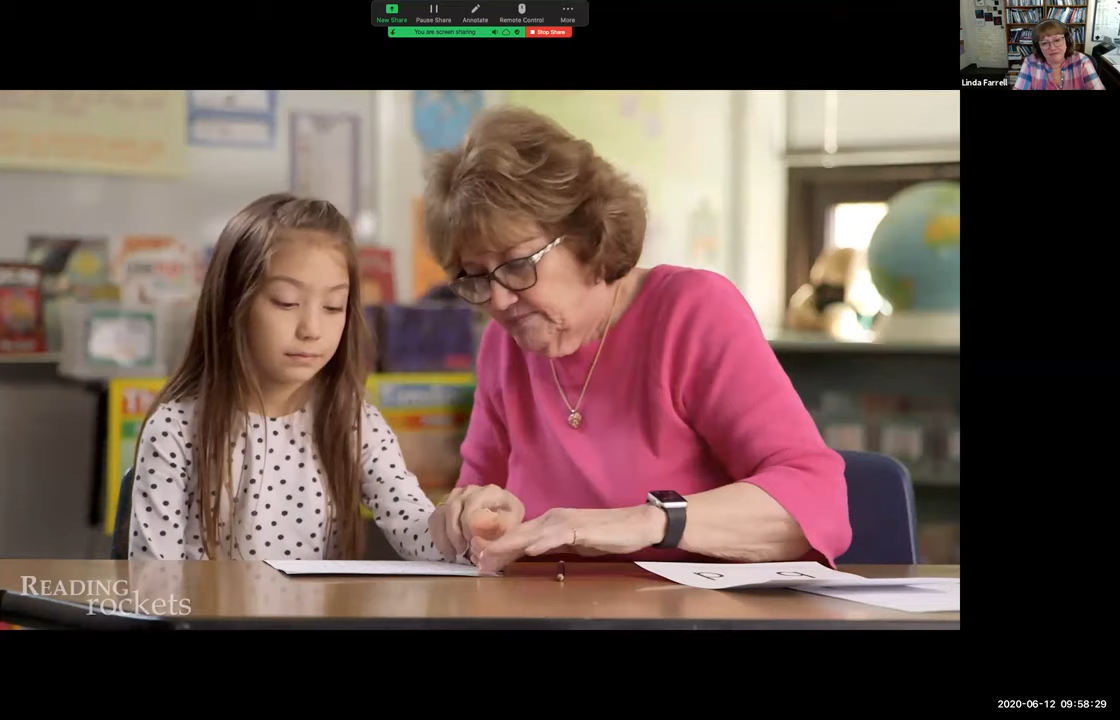 New Share
Pause Share
Annotate
Remote Control
More
You are screen sharing
Stop Share
Linda Farrell
READING
rockets
2020-06-12 09:58:29